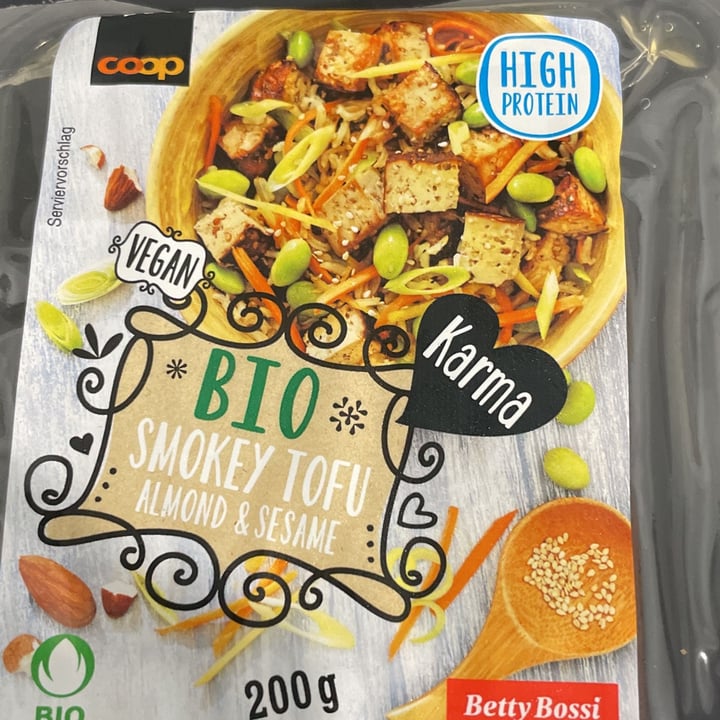 coop
HIGH
PROTEIN
Serviervorschlag
VEGAN
Karma
BIO
SMOKEY TOFU
ALMOND & SESAME
BIO
200g
Betty Bossi